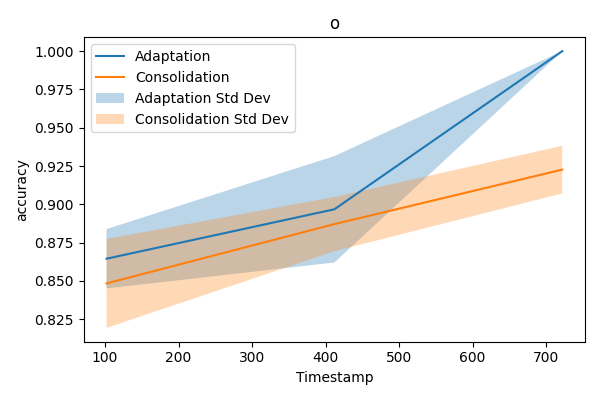 o
Adaptation
Consolidation
Adaptation Std Dev
Consolidation Std Dev
1.000
0.975
0.950
0.925
0.900
0.875
0.850
0.825
accuracy
100 200 300 400 500 600 700
Timestamp